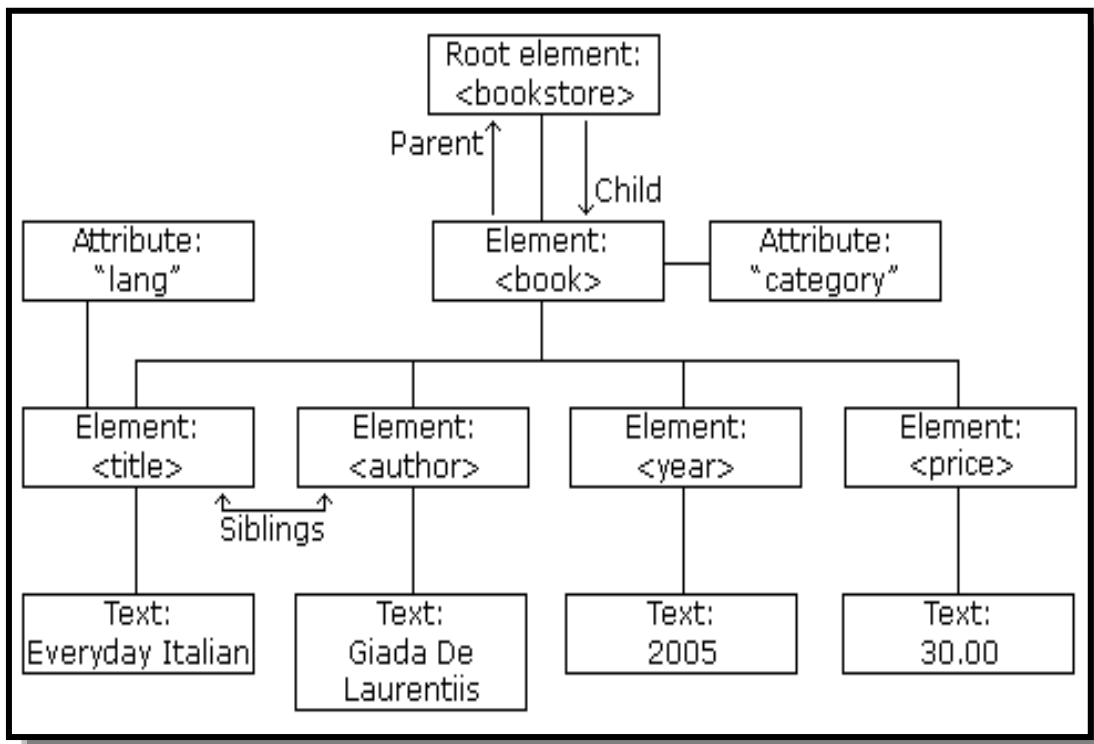 Root element:
<bookstore>
Parent
Child
Attribute:
“lang”
Element:
<book>
Attribute:
“category”
Element:
<title>
Element:
<author>
Element:
<year>
Element:
<price>
Siblings
Text:
Everyday Italian
Text:
Giada De
Laurentiis
Text:
2005
Text:
30.00